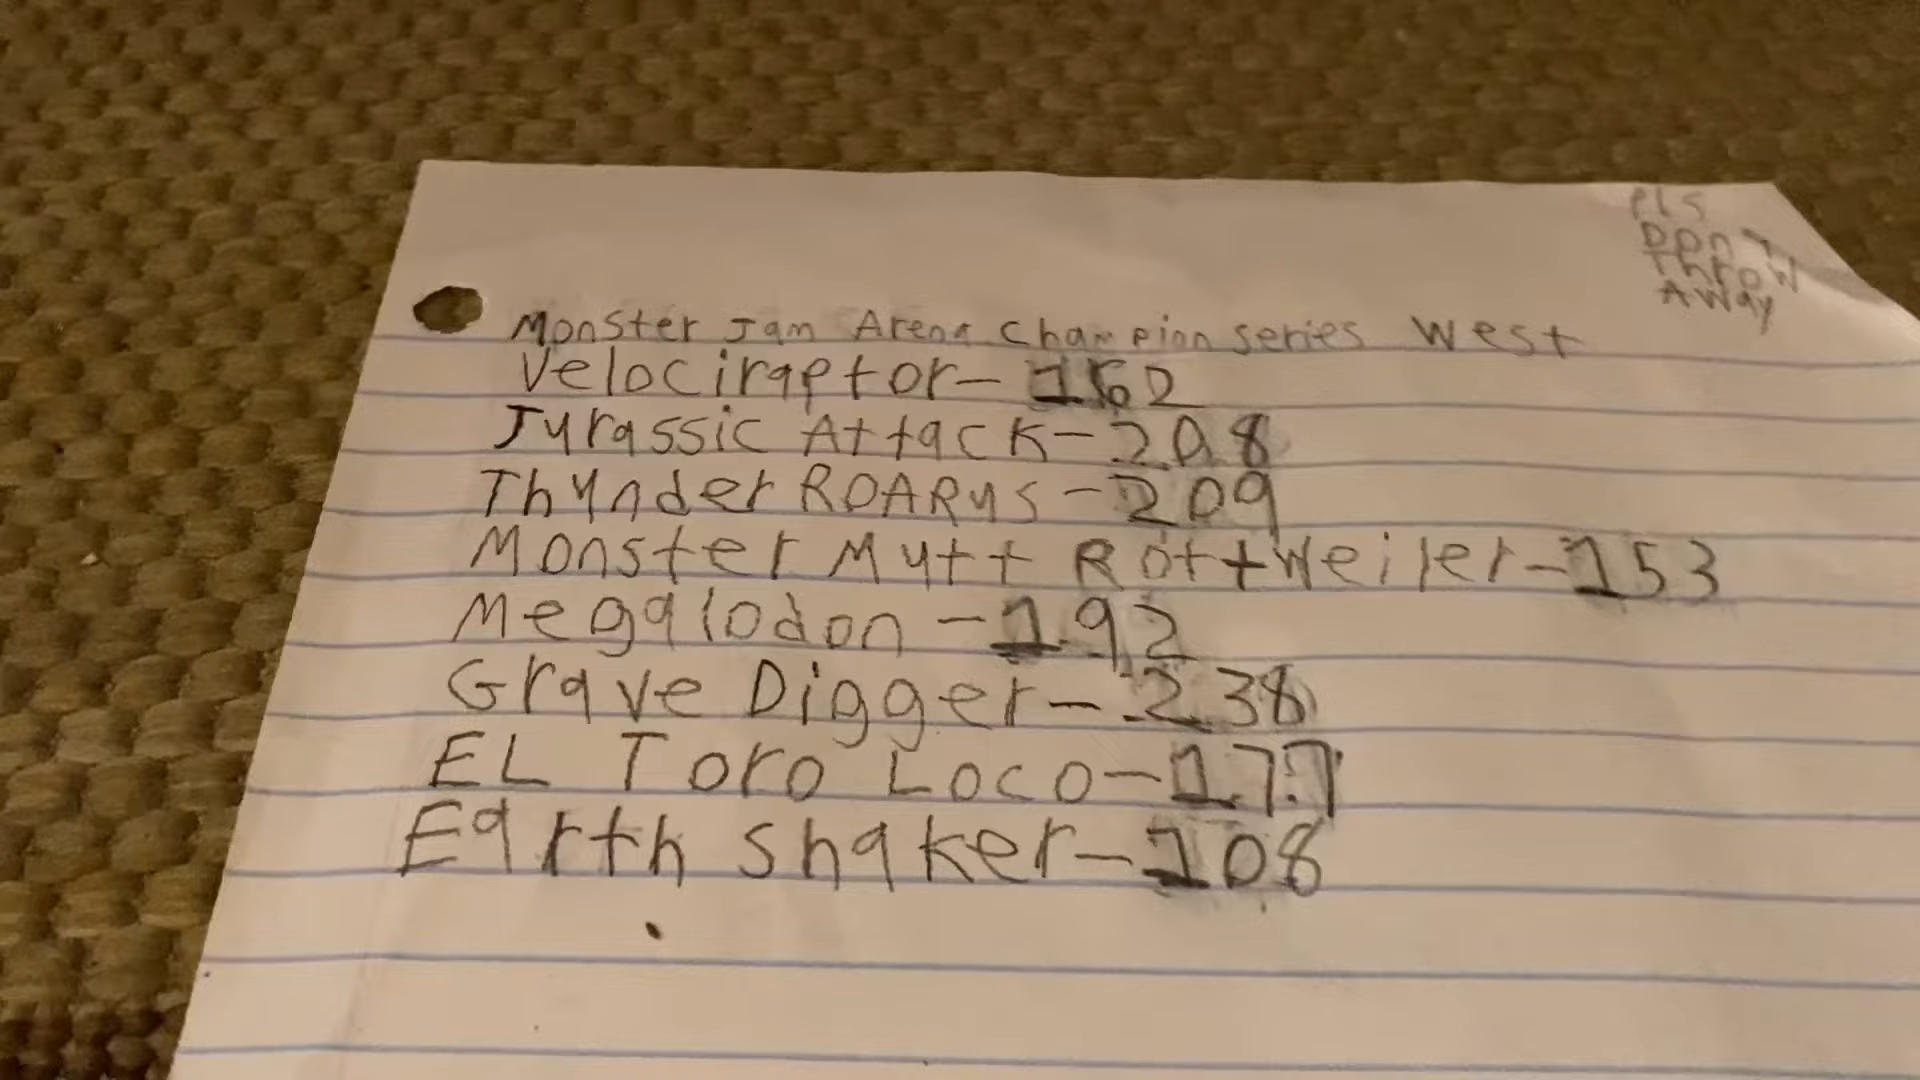 Pls
Don't
Throw
Away
Monster Jam Arena Champion series West
Velociraptor- 162
Jurassic Attack-208
Thunder ROARus-209
Monster Mutt Rottweiler-153
Megalodon-192
Grave Digger-238
EL Toro Loco-177
Earth shaker-108